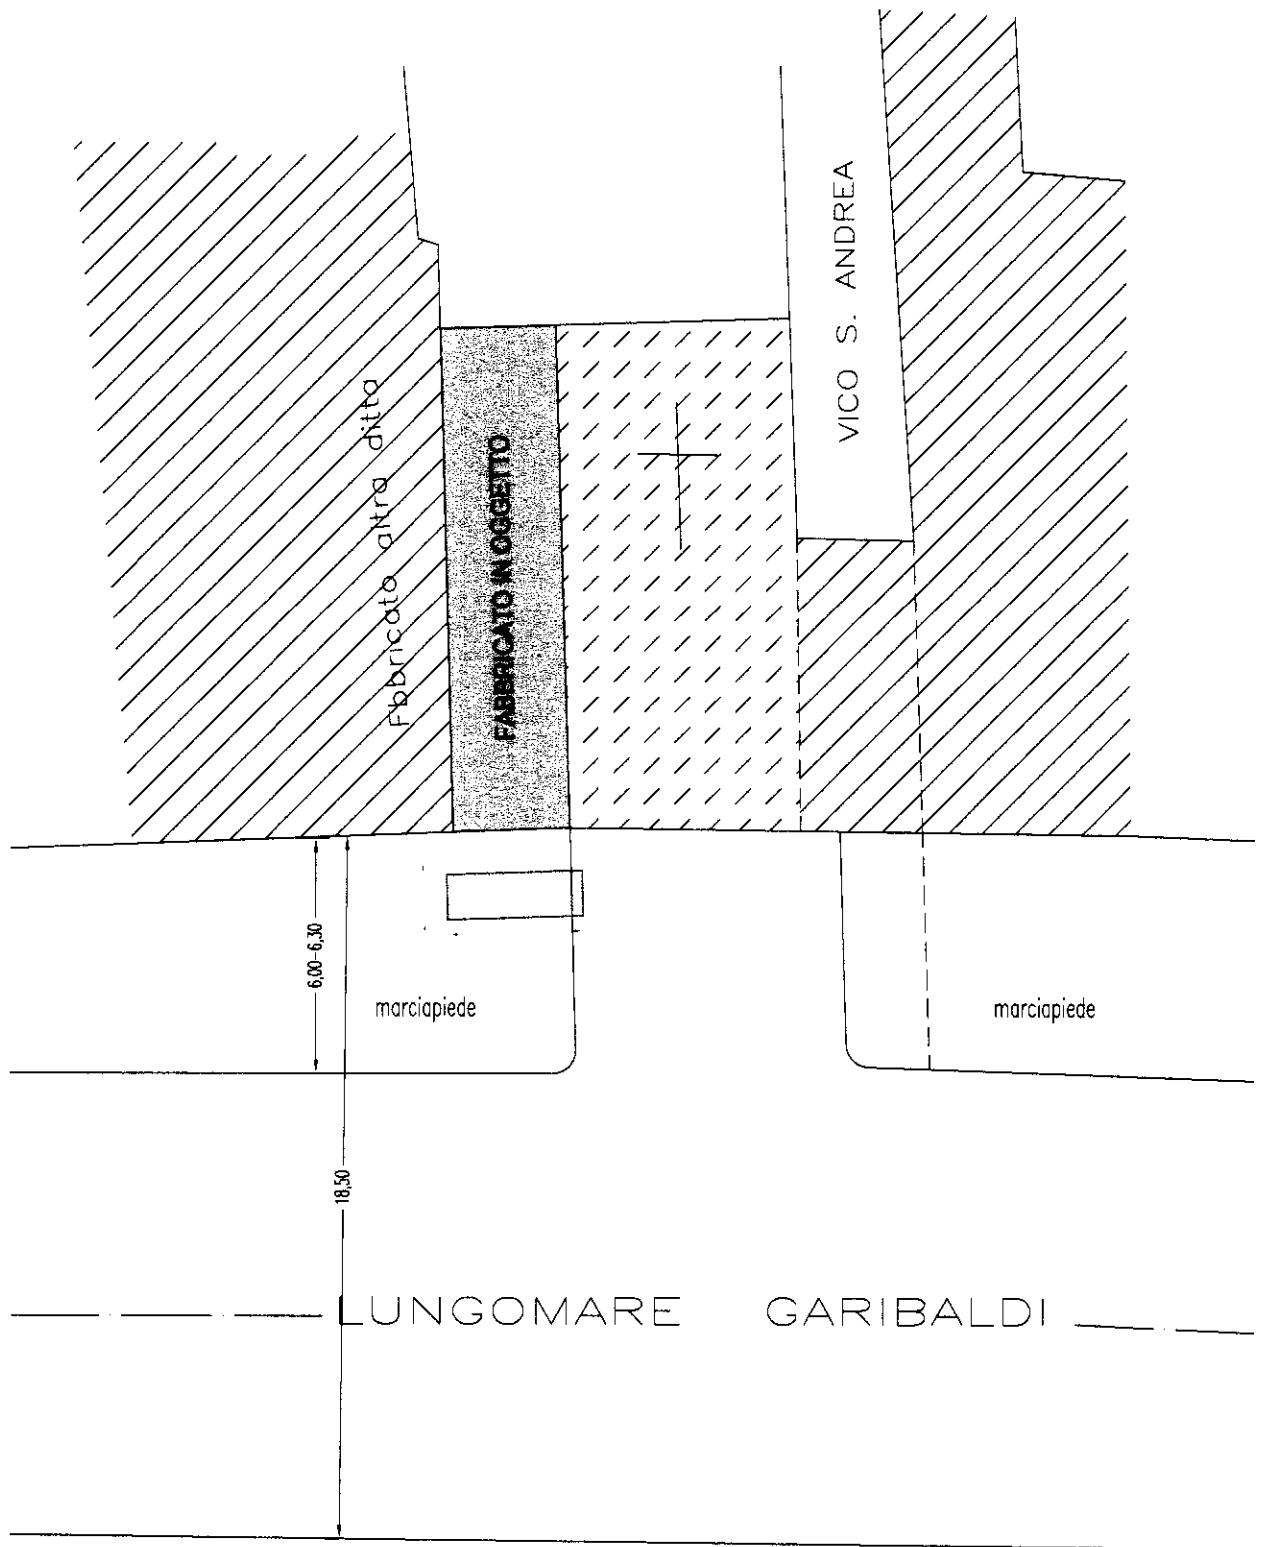 VICO S. ANDREA
Fbbricato altra ditta
FABBRICATO IN OGGETTO
6,00-6,30
marciapiede
marciapiede
18,50
LUNGOMARE GARIBALDI